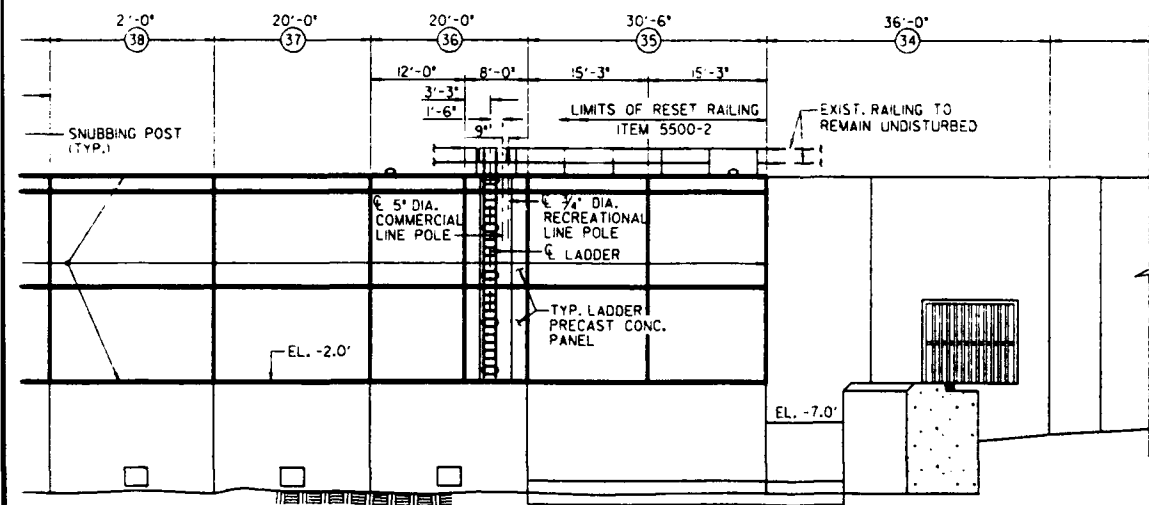 2'-0" 20'-0" 20'-0" 30'-6" 36'-0"
38 37 36 35 34
12'-0" 8'-0" 15'-3" 15'-3"
3'-3"
1'-6"
9"
LIMITS OF RESET RAILING
ITEM 5500-2
EXIST. RAILING TO
REMAIN UNDISTURBED
SNUBBING POST
(TYP.)
℄ 5" DIA.
COMMERCIAL
LINE POLE
℄ ¾" DIA.
RECREATIONAL
LINE POLE
℄ LADDER
TYP. LADDER
PRECAST CONC.
PANEL
EL. -2.0'
EL. -7.0'